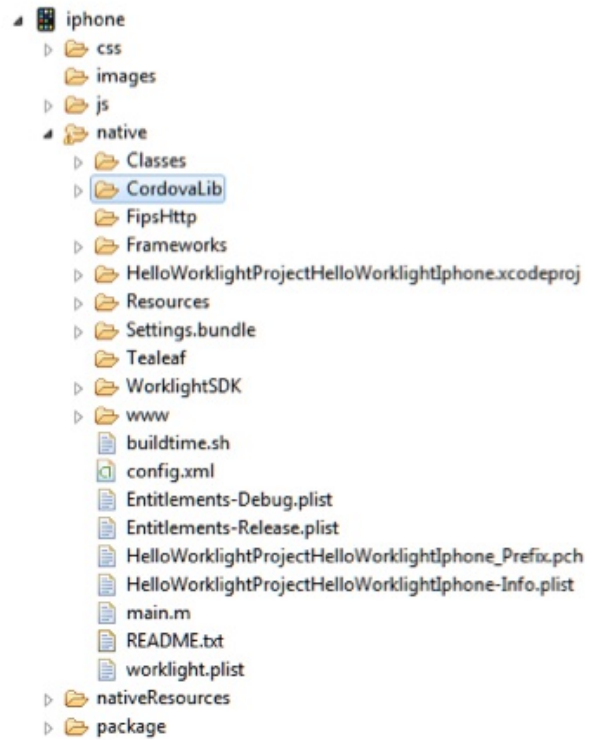 iphone
css
images
js
native
Classes
CordovaLib
FipsHttp
Frameworks
HelloWorklightProjectHelloWorklightIphone.xcodeproj
Resources
Settings.bundle
Tealeaf
WorklightSDK
www
buildtime.sh
config.xml
Entitlements-Debug.plist
Entitlements-Release.plist
HelloWorklightProjectHelloWorklightIphone_Prefix.pch
HelloWorklightProjectHelloWorklightIphone-Info.plist
main.m
README.txt
worklight.plist
nativeResources
package